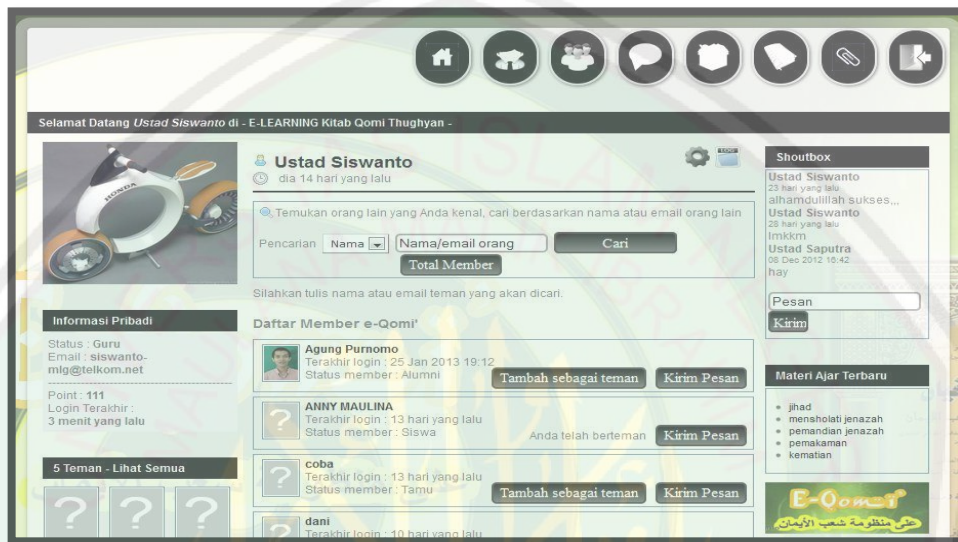 Selamat Datang Ustad Siswanto di - E-LEARNING Kitab Qomi Thughyan -
HONDA
Informasi Pribadi
Status : Guru
Email : siswanto-
mlg@telkom.net
Point : 111
Login Terakhir :
3 menit yang lalu
5 Teman - Lihat Semua
? ? ?
Ustad Siswanto
dia 14 hari yang lalu
LOG
Temukan orang lain yang Anda kenal, cari berdasarkan nama atau email orang lain
Pencarian Nama Nama/email orang Cari
Total Member
Silahkan tulis nama atau email teman yang akan dicari.
Daftar Member e-Qomi'
Agung Purnomo
Terakhir login : 25 Jan 2013 19:12
Status member : Alumni
Tambah sebagai teman Kirim Pesan
?
ANNY MAULINA
Terakhir login : 13 hari yang lalu
Status member : Siswa
Anda telah berteman Kirim Pesan
?
coba
Terakhir login : 13 hari yang lalu
Status member : Tamu
Tambah sebagai teman Kirim Pesan
?
dani
Terakhir login : 10 hari yang lalu
Shoutbox
Ustad Siswanto
23 hari yang lalu
alhamdulillah sukses,,,
Ustad Siswanto
28 hari yang lalu
lmkkm
Ustad Saputra
08 Dec 2012 16:42
hay
Pesan
Kirim
Materi Ajar Terbaru
jihad
mensholati jenazah
pemandian jenazah
pemakaman
kematian
على منظومة شعب الأيمان